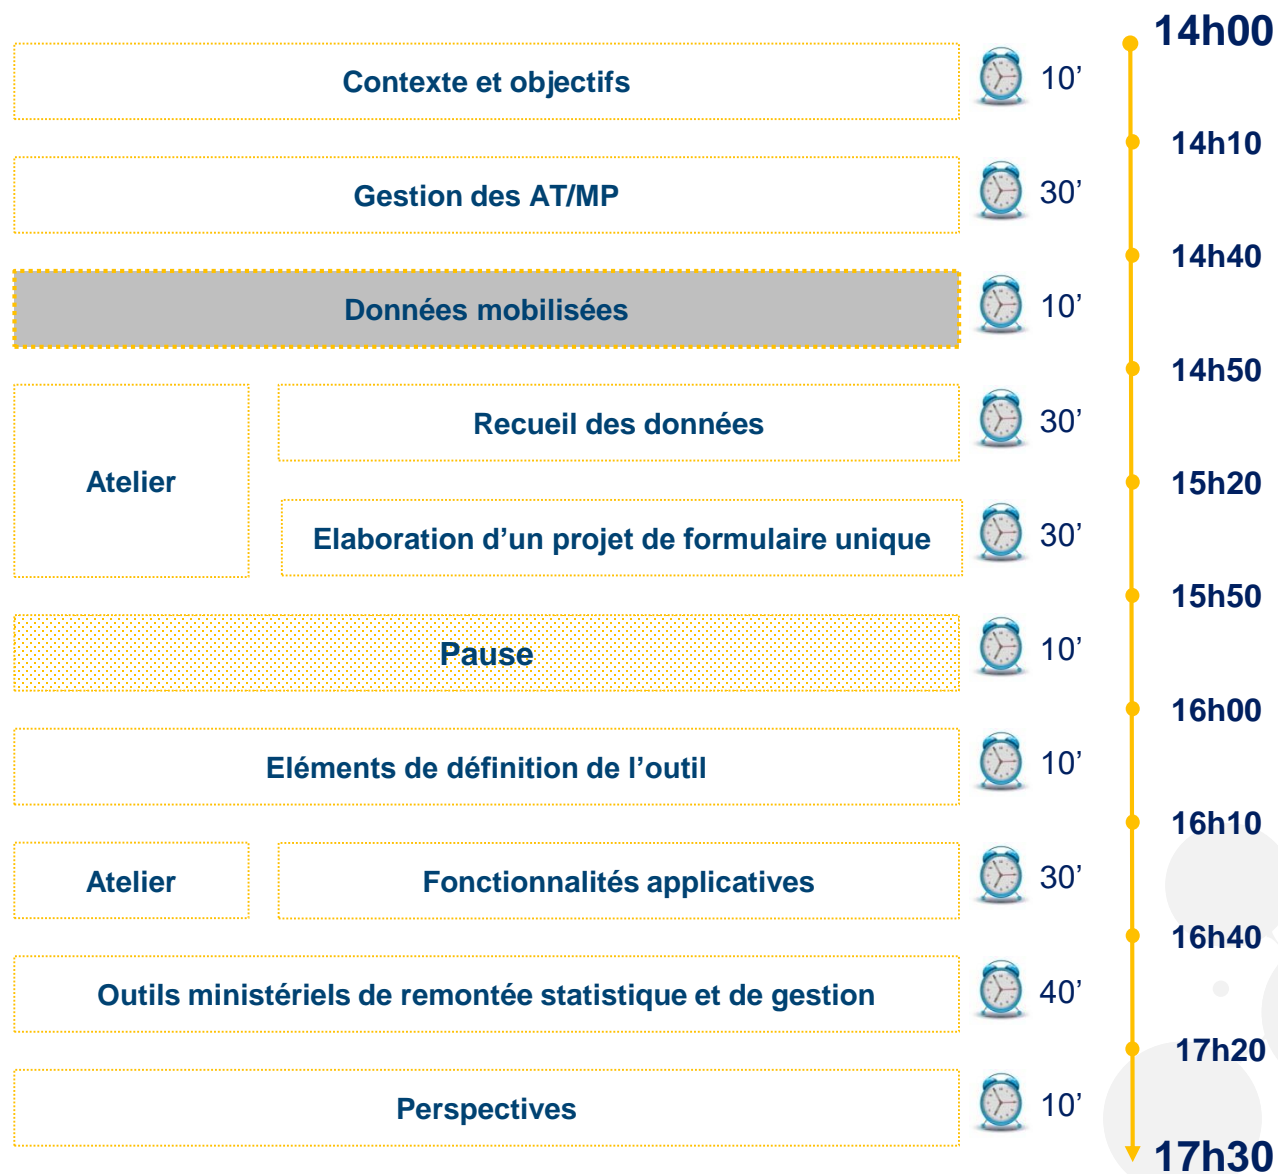 14h00
Contexte et objectifs
10’
14h10
Gestion des AT/MP
30’
14h40
Données mobilisées
10’
14h50
Atelier
Recueil des données
30’
15h20
Elaboration d’un projet de formulaire unique
30’
15h50
Pause
10’
16h00
Eléments de définition de l’outil
10’
16h10
Atelier
Fonctionnalités applicatives
30’
16h40
Outils ministériels de remontée statistique et de gestion
40’
17h20
Perspectives
10’
17h30